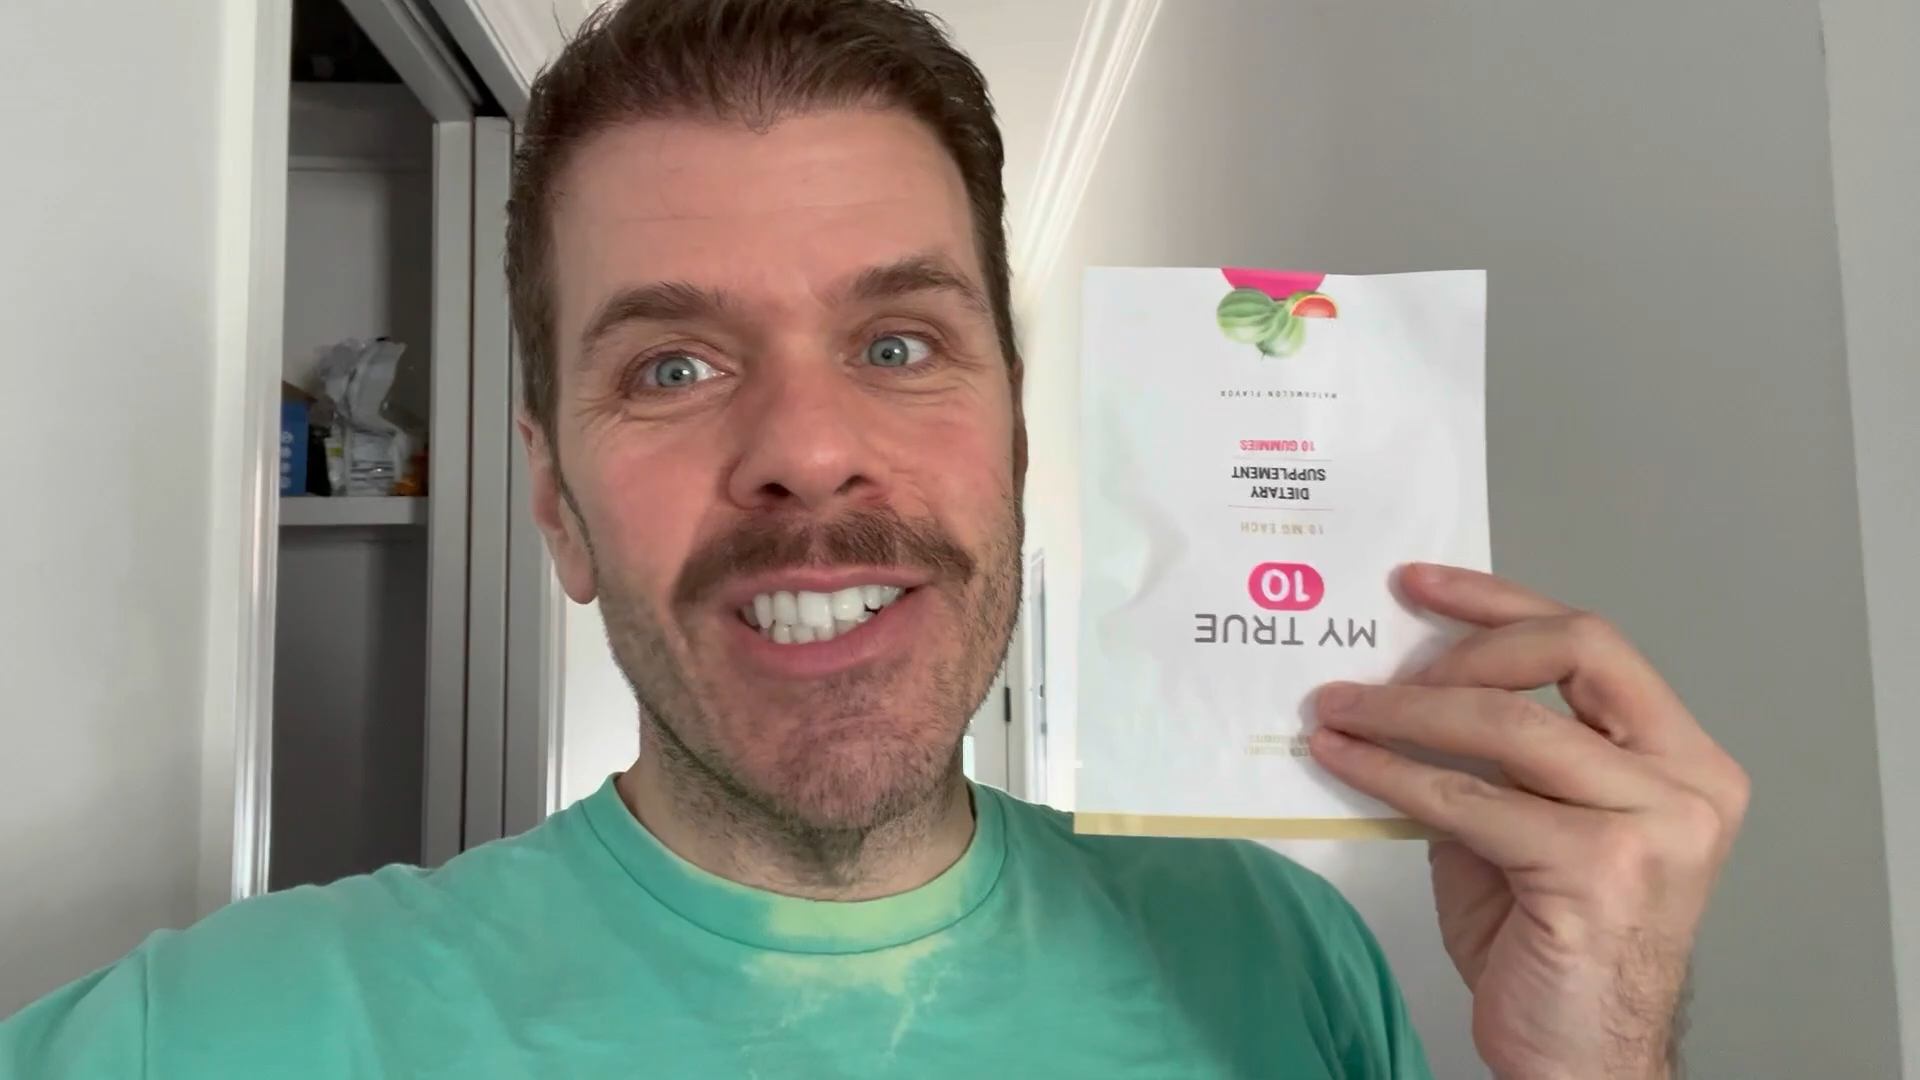 MY TRUE
10
10 MG EACH
DIETARY
SUPPLEMENT
10 GUMMIES
WATERMELON FLAVOR